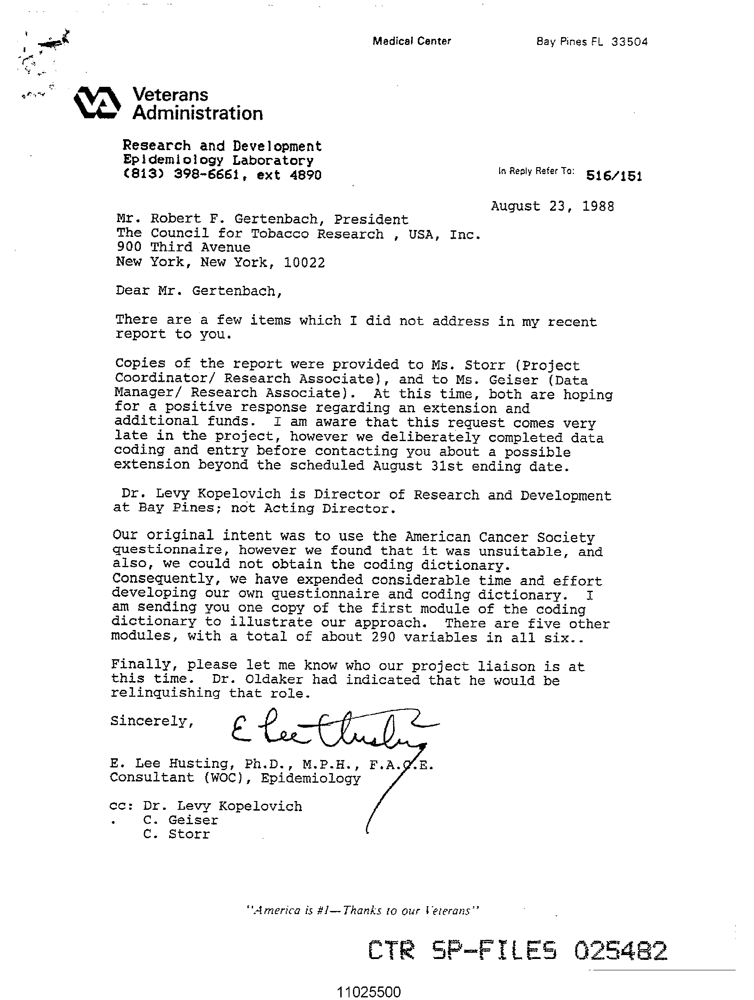 Medical Center Bay Pines FL 33504
VA Veterans
Administration
Research and Development
Epidemiology Laboratory
(813) 398-6661, ext 4890
In Reply Refer To: 516/151
August 23, 1988
Mr. Robert F. Gertenbach, President
The Council for Tobacco Research , USA, Inc.
900 Third Avenue
New York, New York, 10022
Dear Mr. Gertenbach,
There are a few items which I did not address in my recent
report to you.
Copies of the report were provided to Ms. Storr (Project
Coordinator/ Research Associate), and to Ms. Geiser (Data
Manager/ Research Associate). At this time, both are hoping
for a positive response regarding an extension and
additional funds. I am aware that this request comes very
late in the project, however we deliberately completed data
coding and entry before contacting you about a possible
extension beyond the scheduled August 31st ending date.
Dr. Levy Kopelovich is Director of Research and Development
at Bay Pines; not Acting Director.
Our original intent was to use the American Cancer Society
questionnaire, however we found that it was unsuitable, and
also, we could not obtain the coding dictionary.
Consequently, we have expended considerable time and effort
developing our own questionnaire and coding dictionary. I
am sending you one copy of the first module of the coding
dictionary to illustrate our approach. There are five other
modules, with a total of about 290 variables in all six..
Finally, please let me know who our project liaison is at
this time. Dr. Oldaker had indicated that he would be
relinquishing that role.
Sincerely,
E Lee Husting
E. Lee Husting, Ph.D., M.P.H., F.A.C.E.
Consultant (WOC), Epidemiology
cc: Dr. Levy Kopelovich
. C. Geiser
C. Storr
"America is #1—Thanks to our Veterans"
CTR SP-FILES 025482
11025500